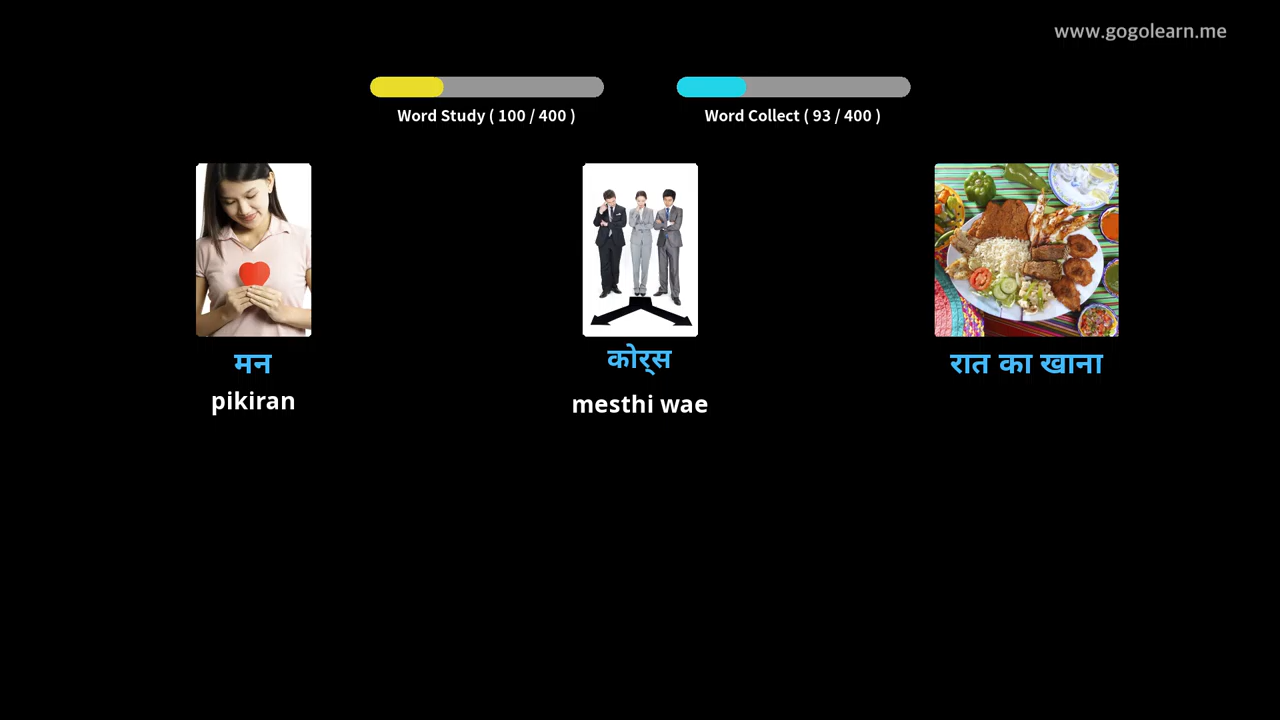 www.gogolearn.me
Word Study ( 100 / 400 )
Word Collect ( 93 / 400 )
मन
pikiran
कोर्‌स
mesthi wae
रात का खाना